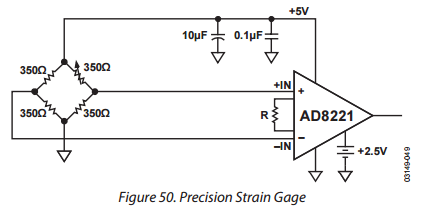 +5V
10µF
0.1µF
350Ω
350Ω
+IN
+
350Ω
350Ω
R
AD8221
–
–IN
+2.5V
03149-049
Figure 50. Precision Strain Gage